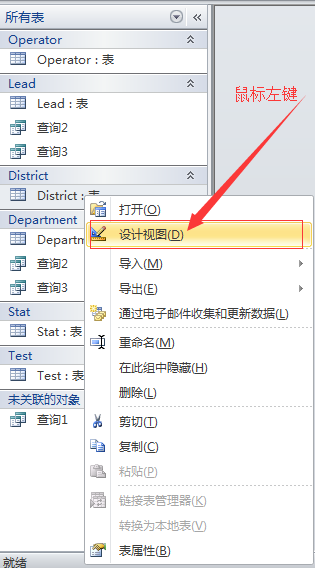 所有表
Operator
Operator : 表
鼠标左键
Lead
Lead : 表
查询2
查询3
District
District : 表
打开(O)
设计视图(D)
Department
Departm
导入(M)
查询2
导出(E)
查询3
通过电子邮件收集和更新数据(L)
Stat
Stat : 表
重命名(M)
Test
在此组中隐藏(H)
Test : 表
删除(L)
未关联的对象
查询1
剪切(T)
复制(C)
粘贴(P)
链接表管理器(K)
转换为本地表(V)
表属性(B)
就绪